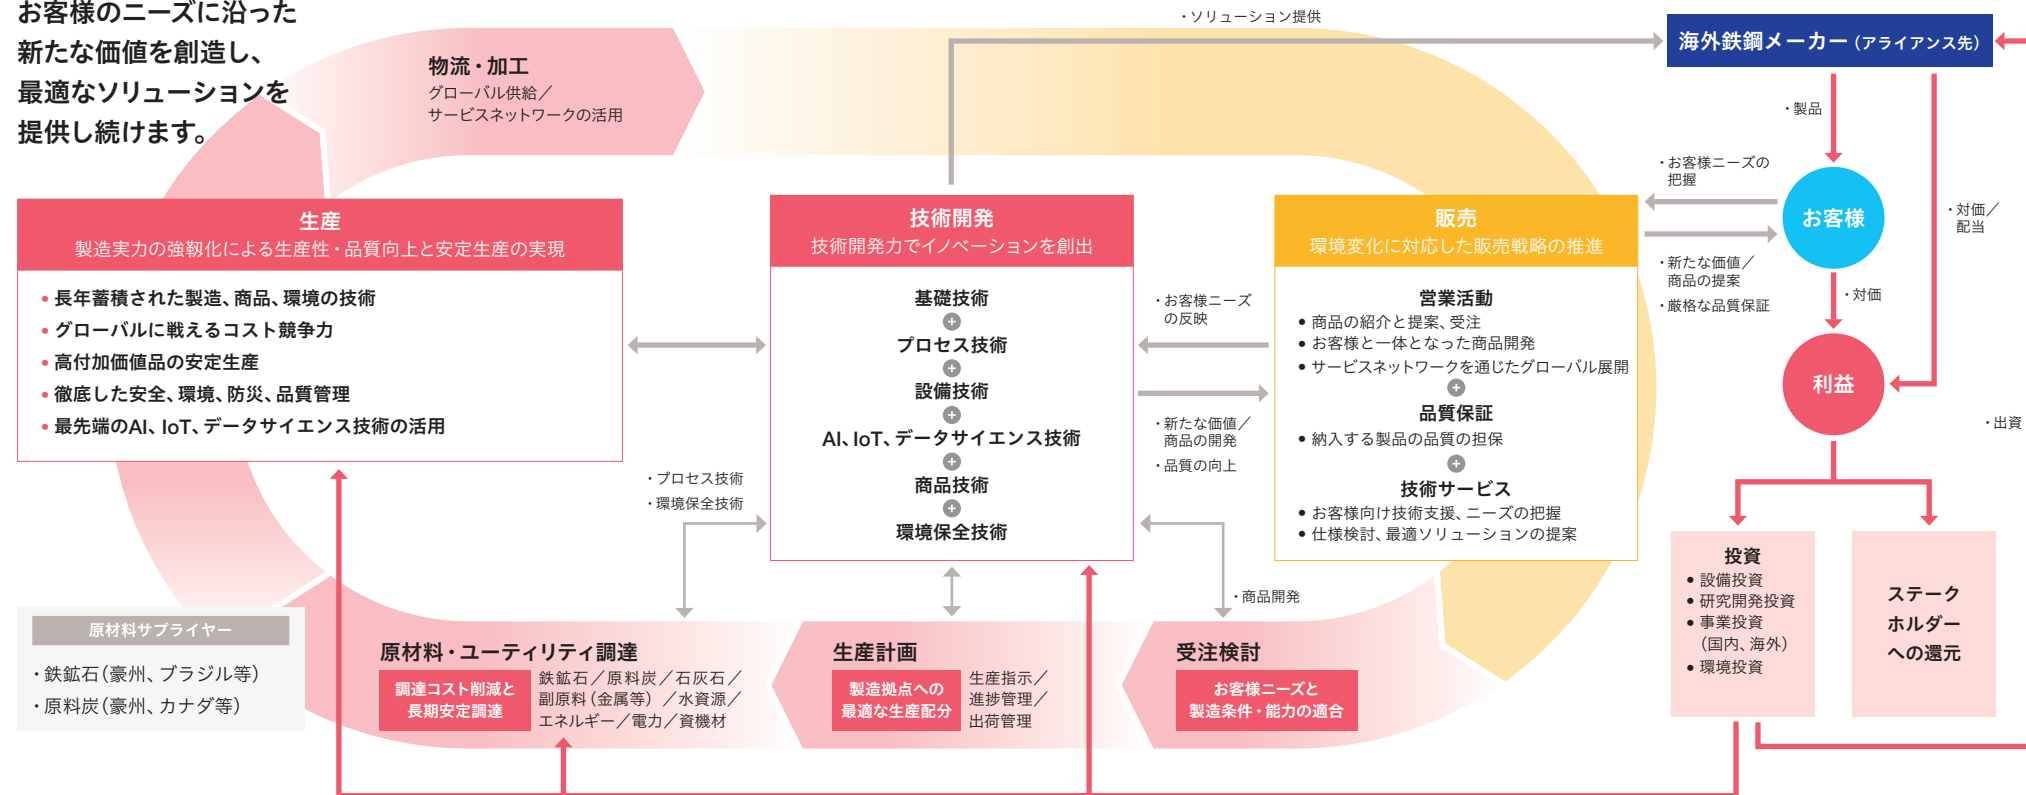 お客様のニーズに沿った
新たな価値を創造し、
最適なソリューションを
提供し続けます。
物流・加工
グローバル供給／
サービスネットワークの活用
・ソリューション提供
海外鉄鋼メーカー（アライアンス先）
・製品
・お客様ニーズの
把握
お客様
・対価／
配当
・新たな価値／
商品の提案
・厳格な品質保証
・対価
利益
・出資
生産
製造実力の強靱化による生産性・品質向上と安定生産の実現
• 長年蓄積された製造、商品、環境の技術
• グローバルに戦えるコスト競争力
• 高付加価値品の安定生産
• 徹底した安全、環境、防災、品質管理
• 最先端のAI、IoT、データサイエンス技術の活用
技術開発
技術開発力でイノベーションを創出
基礎技術
+
プロセス技術
+
設備技術
+
AI、IoT、データサイエンス技術
+
商品技術
+
環境保全技術
・お客様ニーズ
の反映
・新たな価値／
商品の開発
・品質の向上
販売
環境変化に対応した販売戦略の推進
営業活動
• 商品の紹介と提案、受注
• お客様と一体となった商品開発
• サービスネットワークを通じたグローバル展開
+
品質保証
• 納入する製品の品質の担保
+
技術サービス
• お客様向け技術支援、ニーズの把握
• 仕様検討、最適ソリューションの提案
・プロセス技術
・環境保全技術
・商品開発
原材料サプライヤー
・鉄鉱石（豪州、ブラジル等）
・原料炭（豪州、カナダ等）
原材料・ユーティリティ調達
調達コスト削減と
長期安定調達
鉄鉱石／原料炭／石灰石／
副原料（金属等）／水資源／
エネルギー／電力／資機材
生産計画
製造拠点への
最適な生産配分
生産指示／
進捗管理／
出荷管理
受注検討
お客様ニーズと
製造条件・能力の適合
投資
• 設備投資
• 研究開発投資
• 事業投資
（国内、海外）
• 環境投資
ステーク
ホルダー
への還元